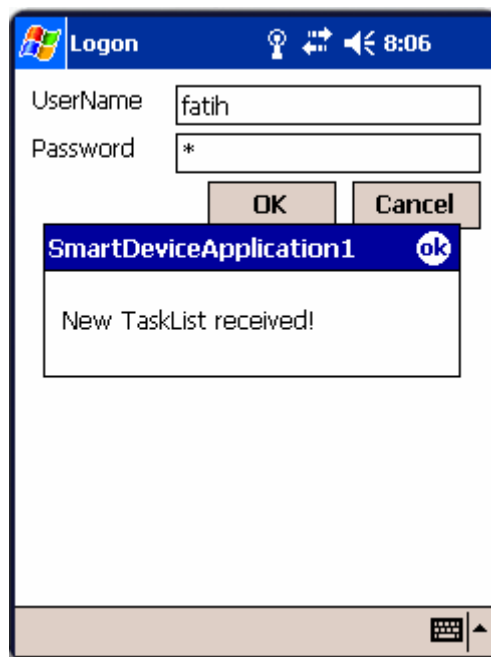 Logon 8:06
UserName fatih
Password *
OK Cancel
SmartDeviceApplication1 ok
New TaskList received!